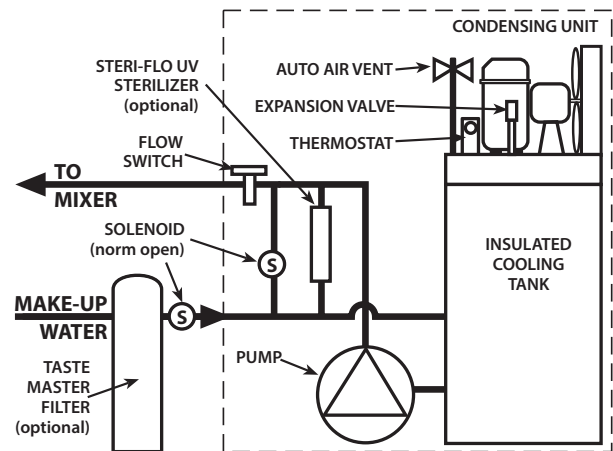 CONDENSING UNIT
STERI-FLO UV
STERILIZER
(optional)
AUTO AIR VENT
EXPANSION VALVE
THERMOSTAT
FLOW
SWITCH
TO
MIXER
SOLENOID
(norm open)
S
INSULATED
COOLING
TANK
MAKE-UP
WATER
S
PUMP
TASTE
MASTER
FILTER
(optional)